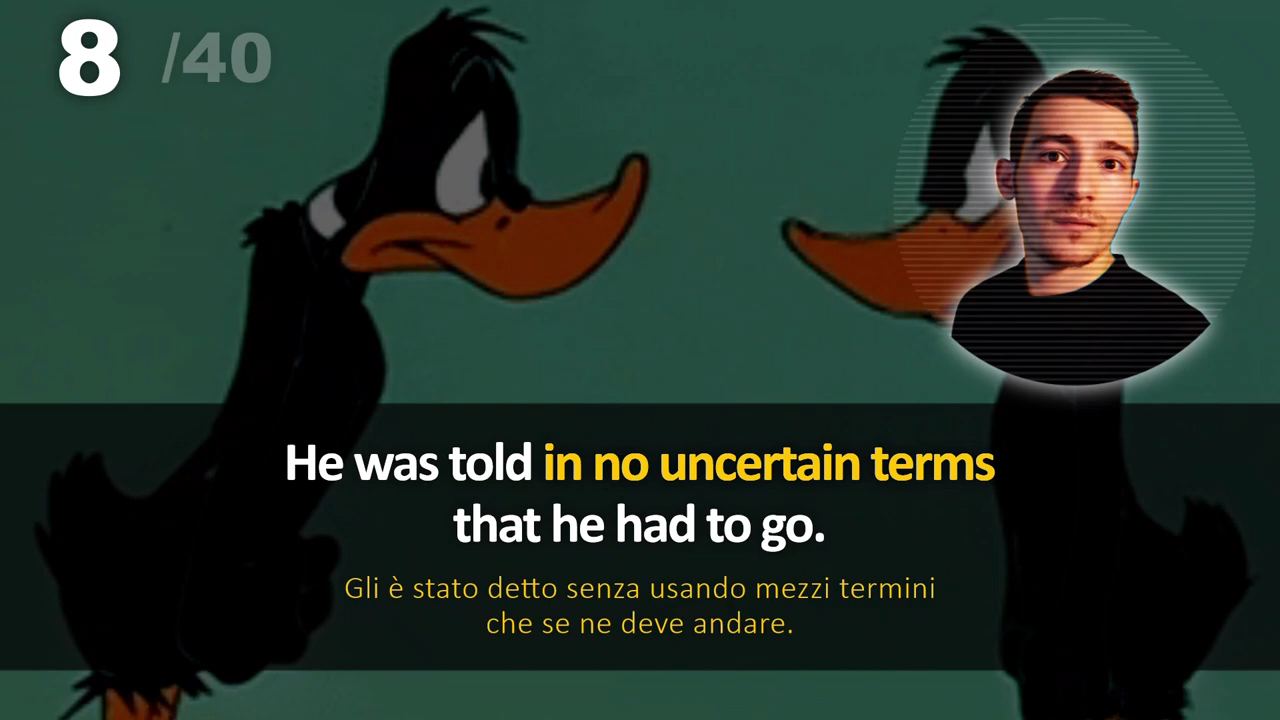 8 /40
He was told in no uncertain terms
that he had to go.
Gli è stato detto senza usando mezzi termini
che se ne deve andare.